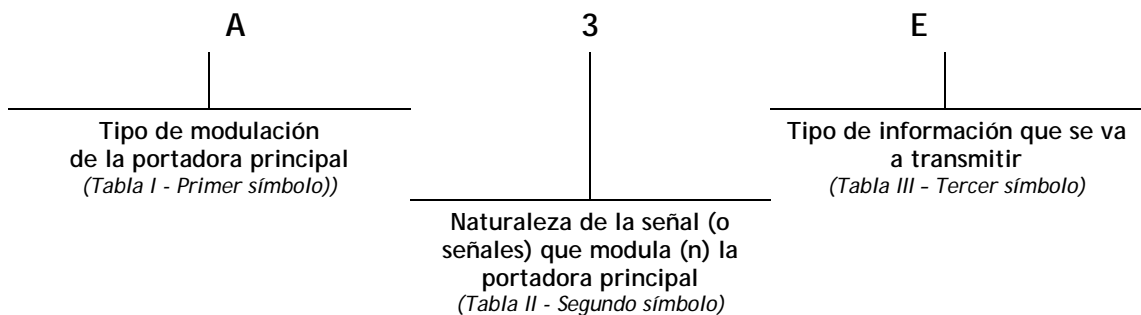 A 3 E
Tipo de modulación
de la portadora principal
(Tabla I - Primer símbolo))
Tipo de información que se va
a transmitir
(Tabla III – Tercer símbolo)
Naturaleza de la señal (o
señales) que modula (n) la
portadora principal
(Tabla II - Segundo símbolo)